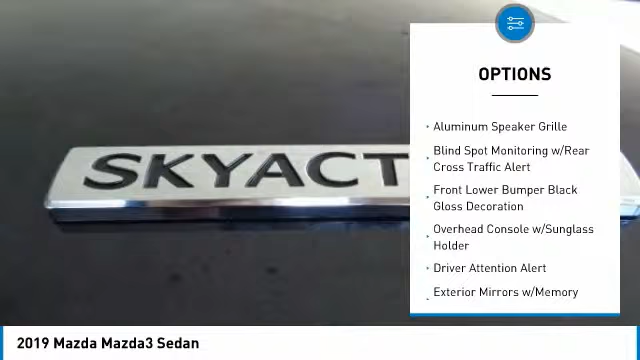 SKYACT
OPTIONS
Aluminum Speaker Grille
Blind Spot Monitoring w/Rear
Cross Traffic Alert
Front Lower Bumper Black
Gloss Decoration
Overhead Console w/Sunglass
Holder
Driver Attention Alert
Exterior Mirrors w/Memory
2019 Mazda Mazda3 Sedan